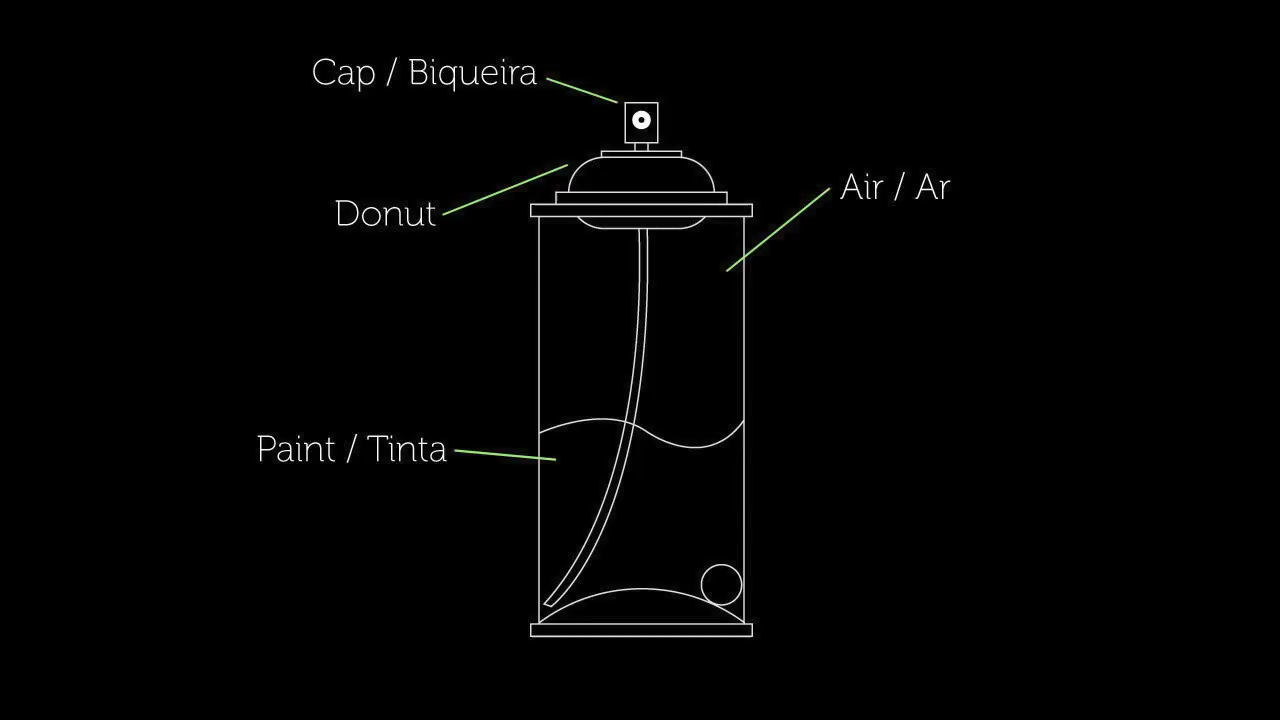 Cap / Biqueira
Air / Ar
Donut
Paint / Tinta